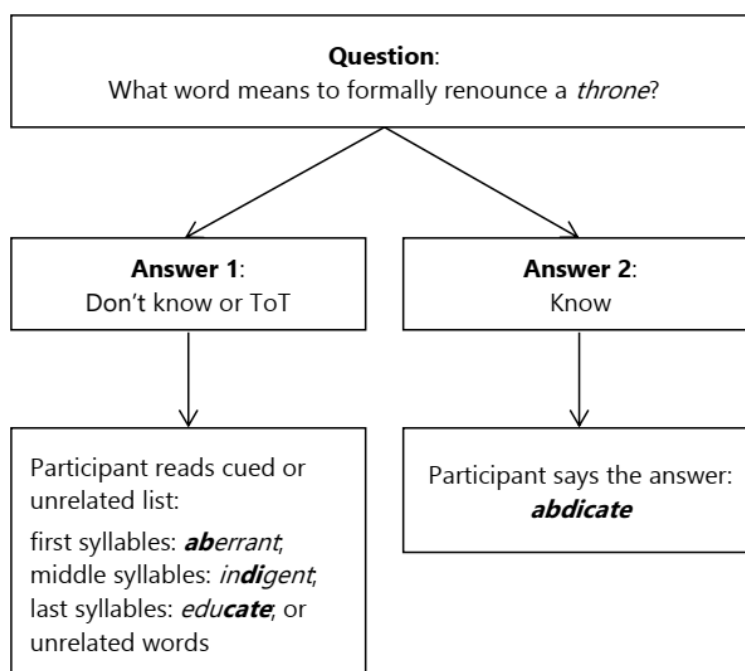 Question:
What word means to formally renounce a throne?
Answer 1:
Don't know or ToT
Answer 2:
Know
Participant reads cued or
unrelated list:
first syllables: aberrant;
middle syllables: indigent;
last syllables: educate; or
unrelated words
Participant says the answer:
abdicate